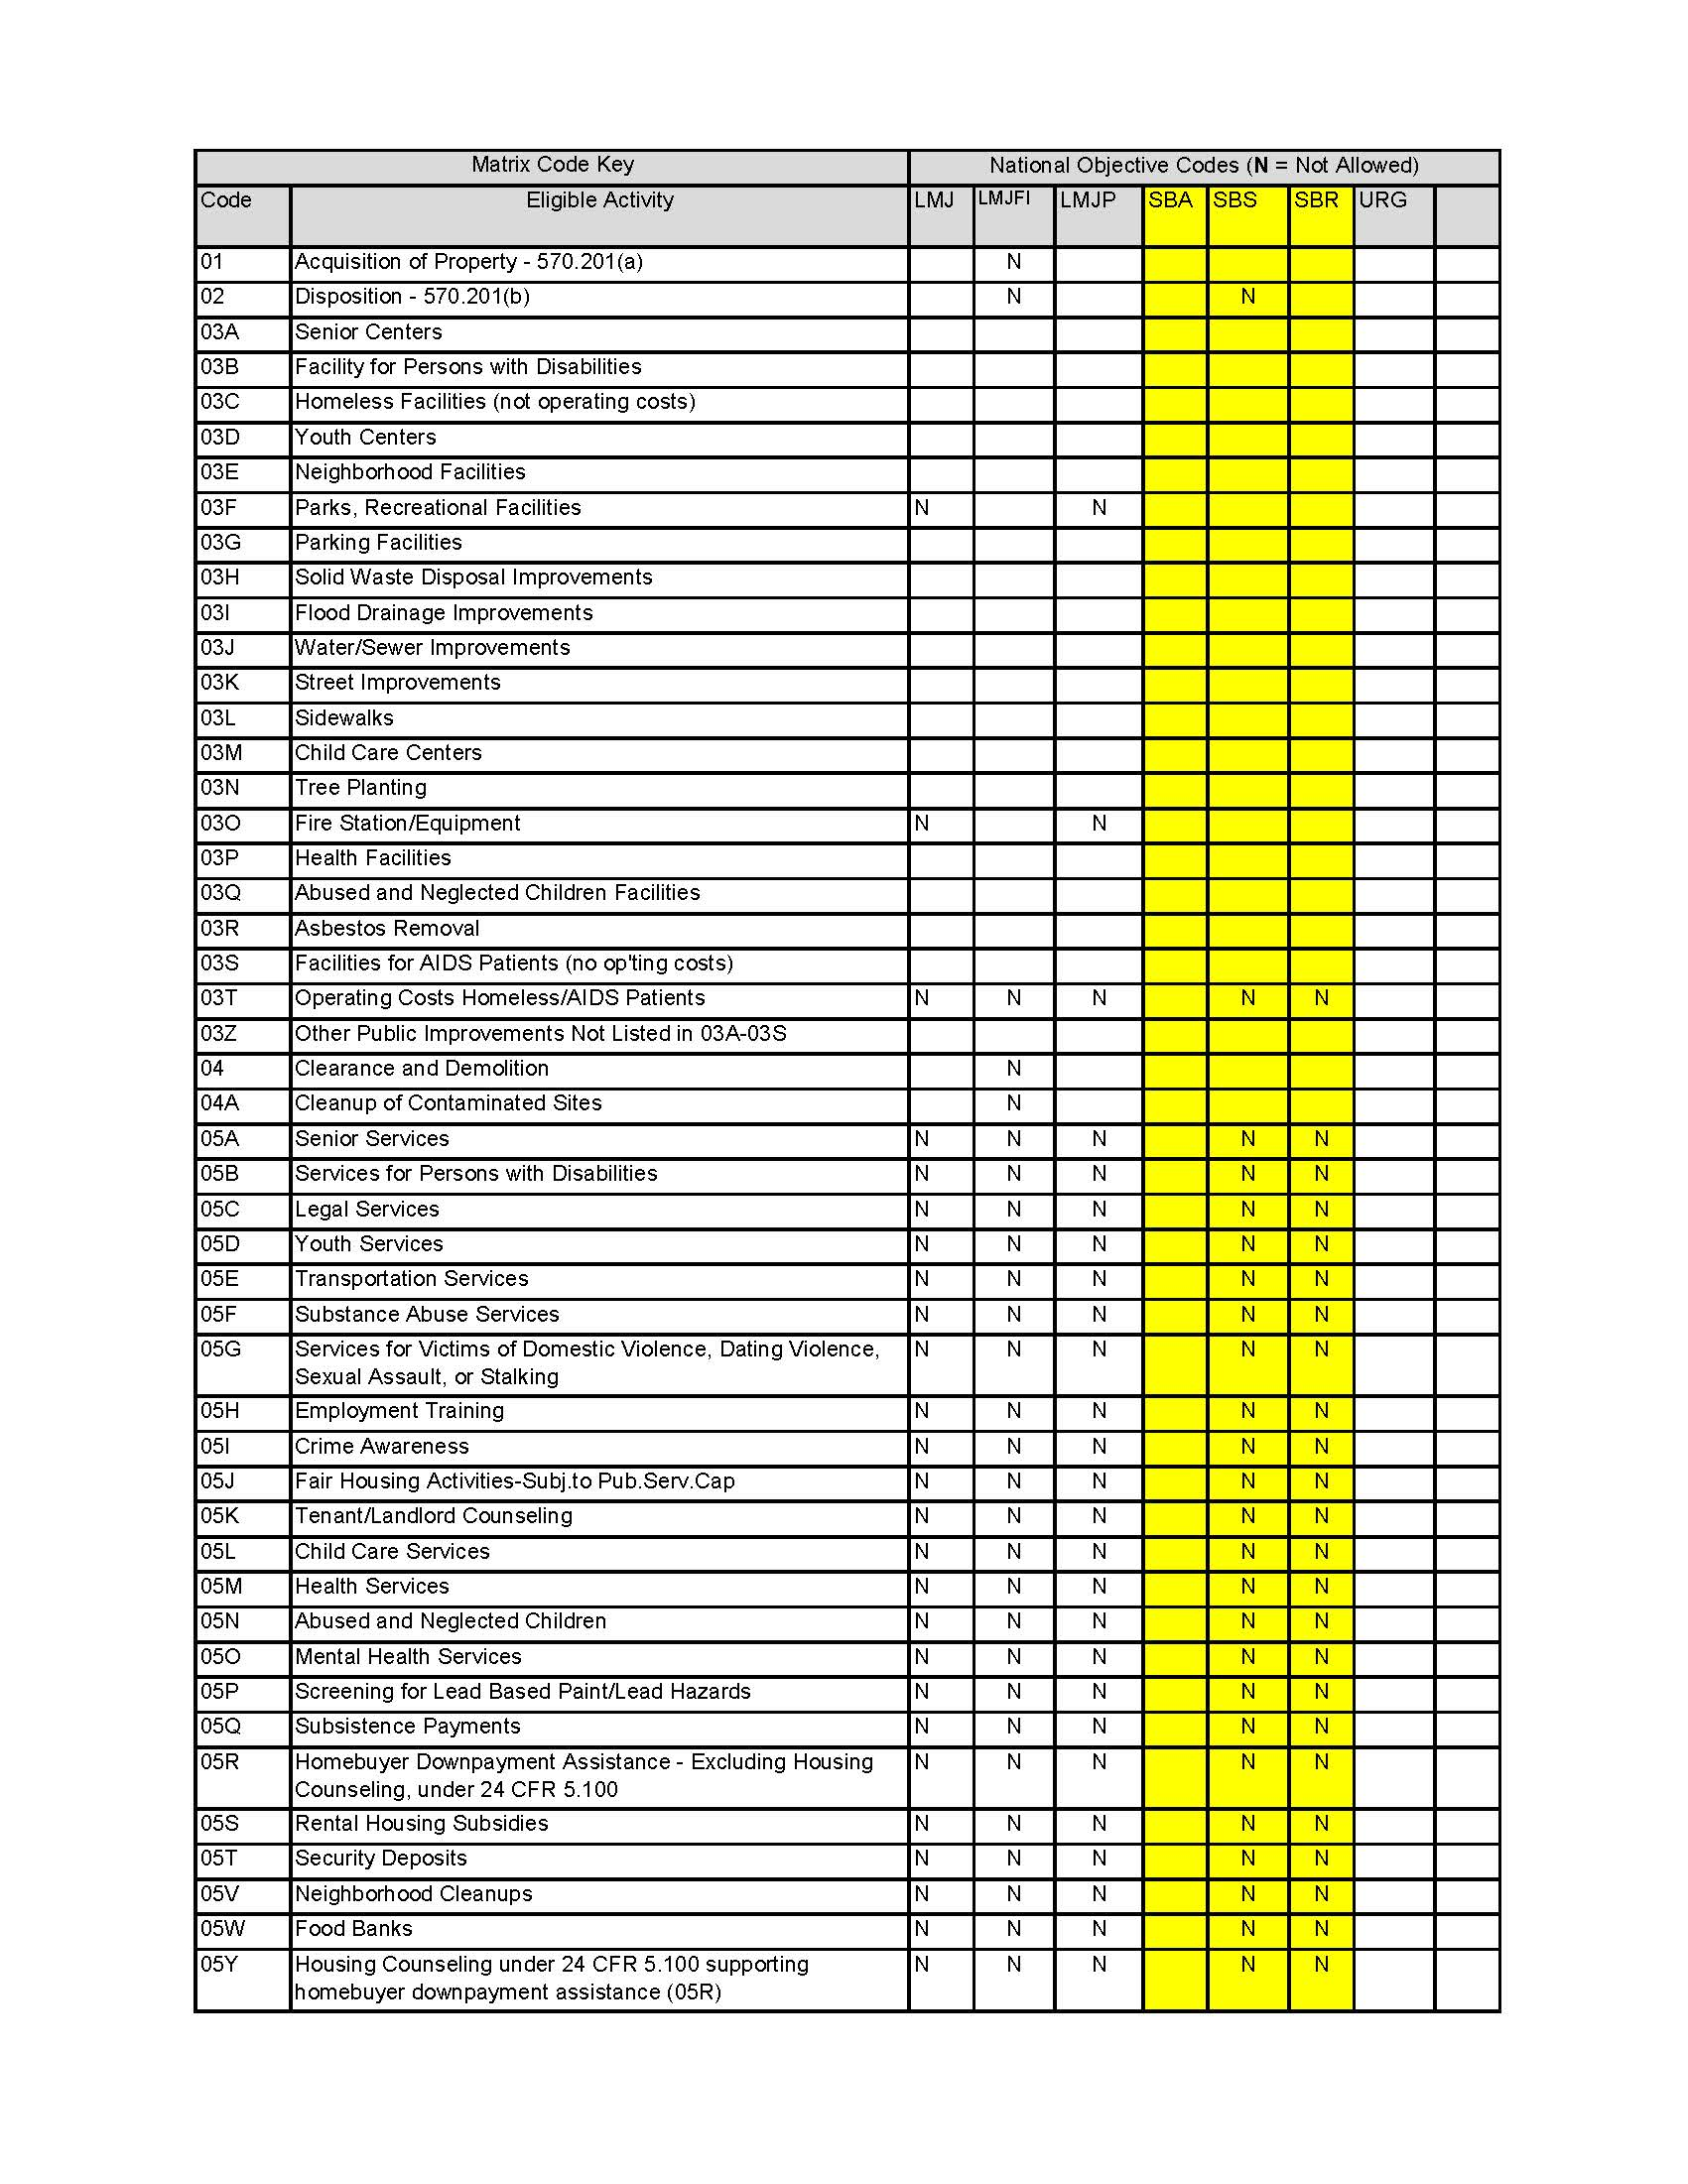 Matrix Code Key National Objective Codes (N = Not Allowed)
Code Eligible Activity LMJ LMJFI LMJP SBA SBS SBR URG
01 Acquisition of Property - 570.201(a) N
02 Disposition - 570.201(b) N N
03A Senior Centers
03B Facility for Persons with Disabilities
03C Homeless Facilities (not operating costs)
03D Youth Centers
03E Neighborhood Facilities
03F Parks, Recreational Facilities N N
03G Parking Facilities
03H Solid Waste Disposal Improvements
03I Flood Drainage Improvements
03J Water/Sewer Improvements
03K Street Improvements
03L Sidewalks
03M Child Care Centers
03N Tree Planting
03O Fire Station/Equipment N N
03P Health Facilities
03Q Abused and Neglected Children Facilities
03R Asbestos Removal
03S Facilities for AIDS Patients (no op'ting costs)
03T Operating Costs Homeless/AIDS Patients N N N N N
03Z Other Public Improvements Not Listed in 03A-03S
04 Clearance and Demolition N
04A Cleanup of Contaminated Sites N
05A Senior Services N N N N N
05B Services for Persons with Disabilities N N N N N
05C Legal Services N N N N N
05D Youth Services N N N N N
05E Transportation Services N N N N N
05F Substance Abuse Services N N N N N
05G Services for Victims of Domestic Violence, Dating Violence, N N N N N
Sexual Assault, or Stalking
05H Employment Training N N N N N
05I Crime Awareness N N N N N
05J Fair Housing Activities-Subj.to Pub.Serv.Cap N N N N N
05K Tenant/Landlord Counseling N N N N N
05L Child Care Services N N N N N
05M Health Services N N N N N
05N Abused and Neglected Children N N N N N
05O Mental Health Services N N N N N
05P Screening for Lead Based Paint/Lead Hazards N N N N N
05Q Subsistence Payments N N N N N
05R Homebuyer Downpayment Assistance - Excluding Housing N N N N N
Counseling, under 24 CFR 5.100
05S Rental Housing Subsidies N N N N N
05T Security Deposits N N N N N
05V Neighborhood Cleanups N N N N N
05W Food Banks N N N N N
05Y Housing Counseling under 24 CFR 5.100 supporting N N N N N
homebuyer downpayment assistance (05R)